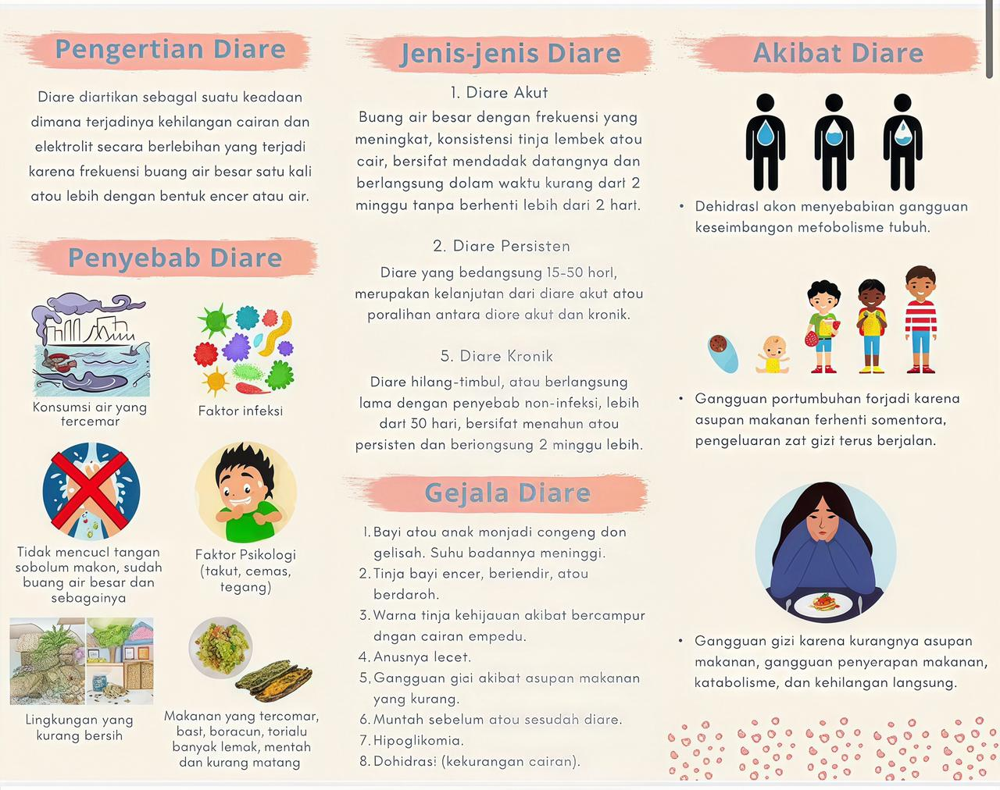 Pengertian Diare
Diare diartikan sebagal suatu keadaan
dimana terjadinya kehilangan cairan dan
elektrolit secara berlebihan yang terjadi
karena frekuensi buang air besar satu kali
atou lebih dengan bentuk encer atau air.
Penyebab Diare
Konsumsi air yang
tercemar
Faktor infeksi
Tidak mencucl tangan
sobolum makon, sudah
buang air besar dan
sebagainya
Faktor Psikologi
(takut, cemas,
tegang)
Lingkungan yang
kurang bersih
Makanan yang tercomar,
bast, boracun, torialu
banyak lemak, mentah
dan kurang matang
Jenis-jenis Diare
1. Diare Akut
Buang air besar dengan frekuensi yang
meningkat, konsistensi tinja lembek atou
cair, bersifat mendadak datangnya dan
berlangsung dolam waktu kurang dart 2
minggu tanpa berhenti lebih dari 2 hart.
2. Diare Persisten
Diare yang bedangsung 15-50 horl,
merupakan kelanjutan dari diare akut atou
poralihan antara diore akut dan kronik.
5. Diare Kronik
Diare hilang-timbul, atau berlangsung
lama dengan penyebab non-infeksi, lebih
dart 50 hari, bersifat menahun atou
persisten dan beriongsung 2 minggu lebih.
Gejala Diare
1. Bayi atou anak monjadi congeng don
gelisah. Suhu badannya meninggi.
2. Tinja bayi encer, beriendir, atou
berdaroh.
3. Warna tinja kehijauan akibat bercampur
dngan cairan empedu.
4. Anusnya lecet.
5, Gangguan giai akibat asupan makanan
yang kurang.
6. Muntah sebelum atou sesudah diare.
7. Hipoglikomia.
8. Dohidras! (kekurangan cairan).
Akibat Diare
• Dehidrasl akon menyebabiran gangguan
keseimbangon mefobolisme fubuh.
• Gangguan portumbuhan forjadi karena
asupan makanan ferhenti somentora,
pengeluaran zat gizi terus berjalan.
• Gangguan gizi karena kurangnya asupan
makanan, gangguan penyerapan makanan,
katabolisme, dan kehilangan langsung.